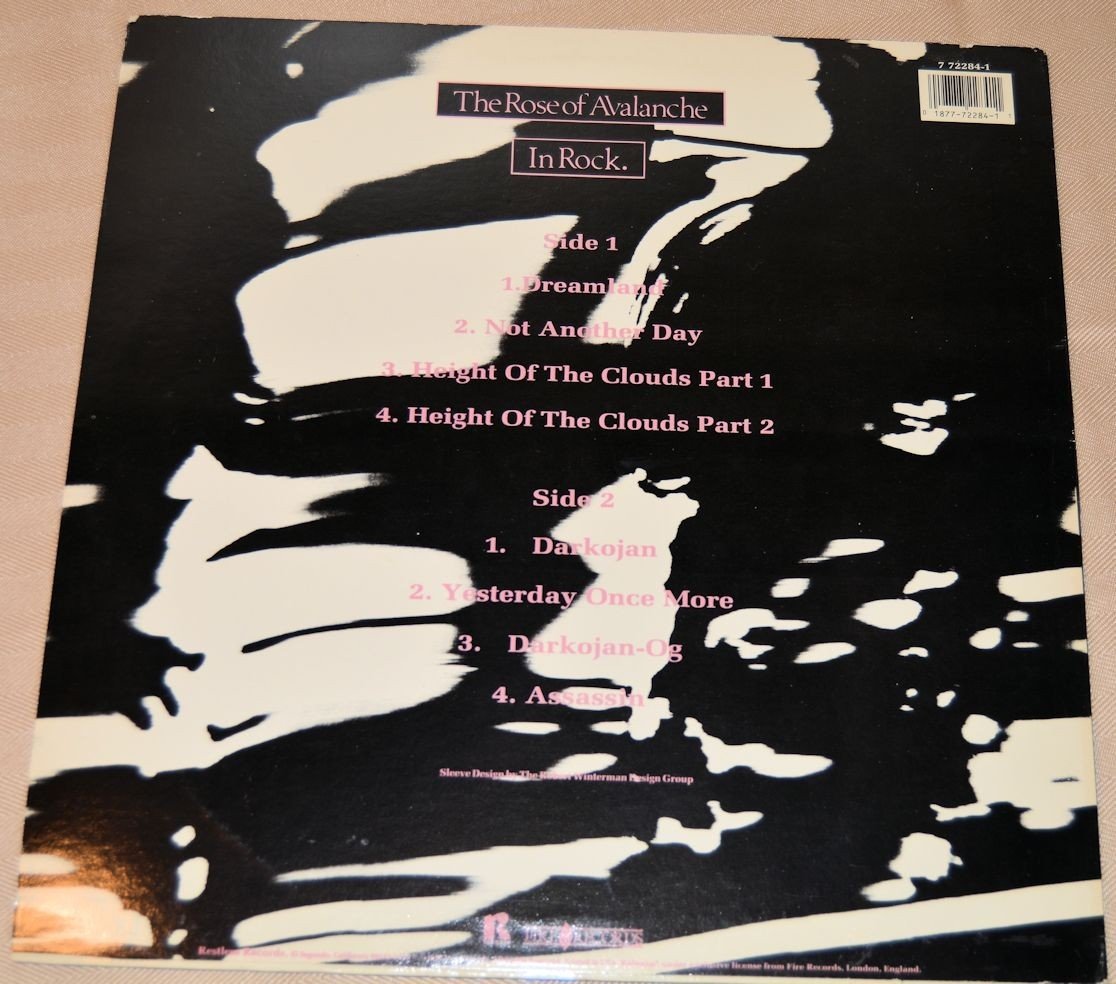 7 72284-1
0 1877-72284-1 1
The Rose of Avalanche
In Rock.
Side 1
1.Dreamland
2. Not Another Day
3. Height Of The Clouds Part 1
4. Height Of The Clouds Part 2
Side 2
1. Darkojan
2. Yesterday Once More
3. Darkojan-Og
4. Assassin
Sleeve Design by The Robert Winterman Design Group
R
Restless Records, license from Fire Records, London, England.